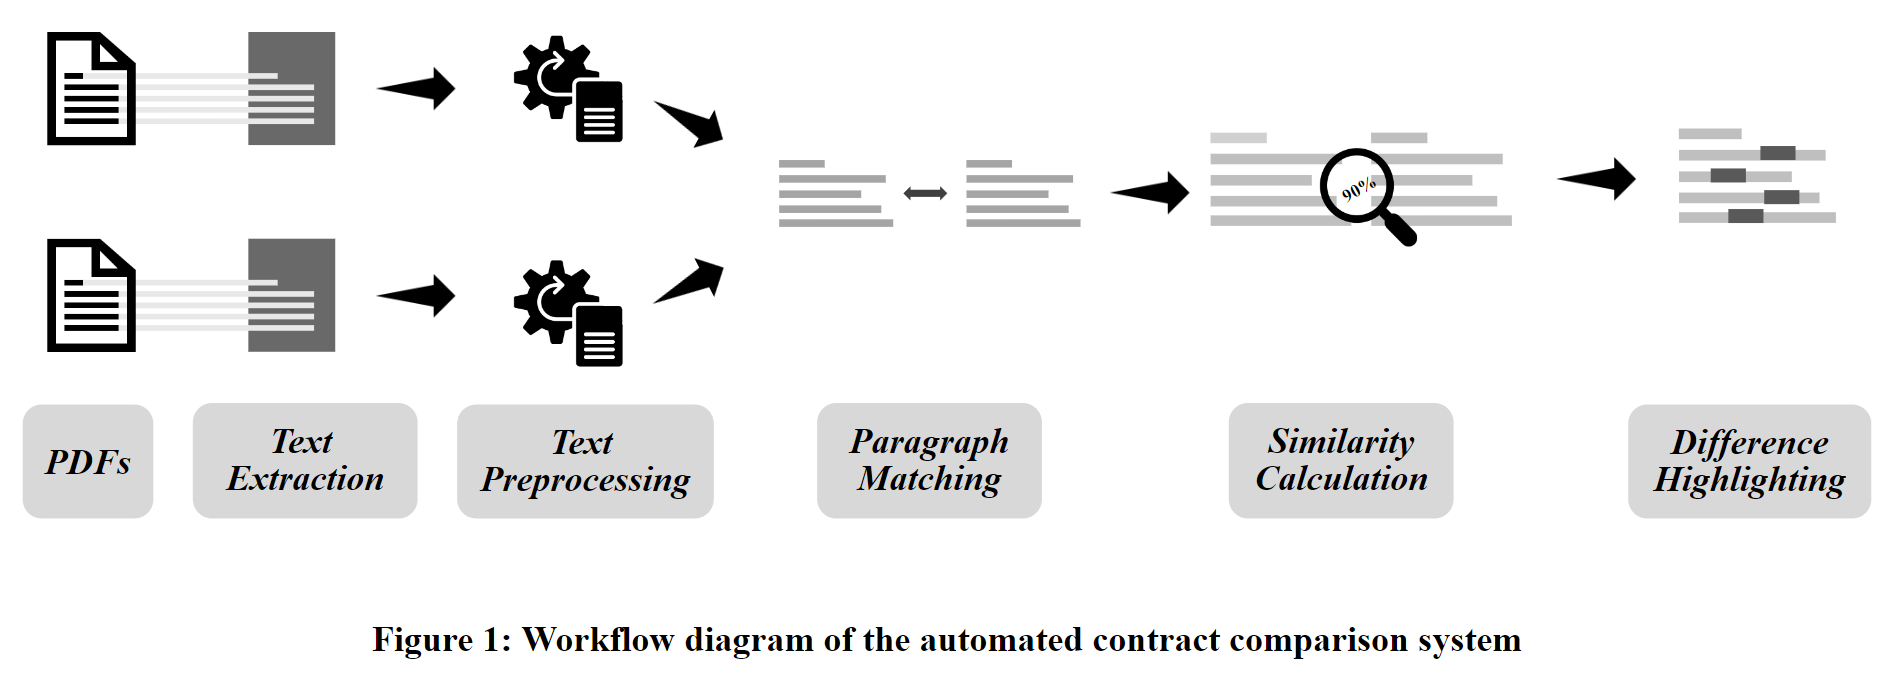 90%
PDFs
Text
Extraction
Text
Preprocessing
Paragraph
Matching
Similarity
Calculation
Difference
Highlighting
Figure 1: Workflow diagram of the automated contract comparison system